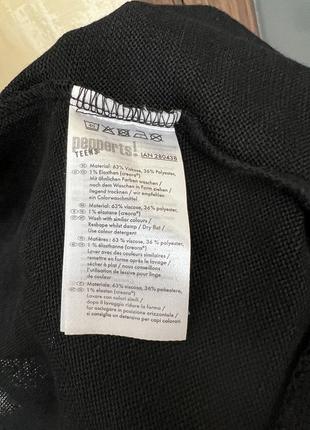 pepperts!
TEENS IAN 280438
Material: 63% Viscose, 36% Polyester,
1% Elasthan (creora®)
Mit ähnlichen Farben waschen /
nach dem Waschen in Form ziehen /
liegend trocknen / wir empfehlen
ein Colorwaschmittel
Material: 63% viscose, 36% polyester,
1% elastane (creora®)
Wash with similar colours /
Reshape whilst damp / Dry flat /
Use colour detergent
Matières : 63% viscose, 36% polyester,
1% élasthanne (creora®)
Laver avec des couleurs similaires /
remettre en forme après le lavage /
sécher à plat / nous conseillons
l'utilisation de lessive pour linge
de couleur
Materiale: 63% viscosa, 36% poliestere,
1% elastan (creora®)
Lavare con colori simili /
dopo il lavaggio ridare la forma /
far asciugare in posizione orizzontale /
si consiglia un detersivo per capi colorati